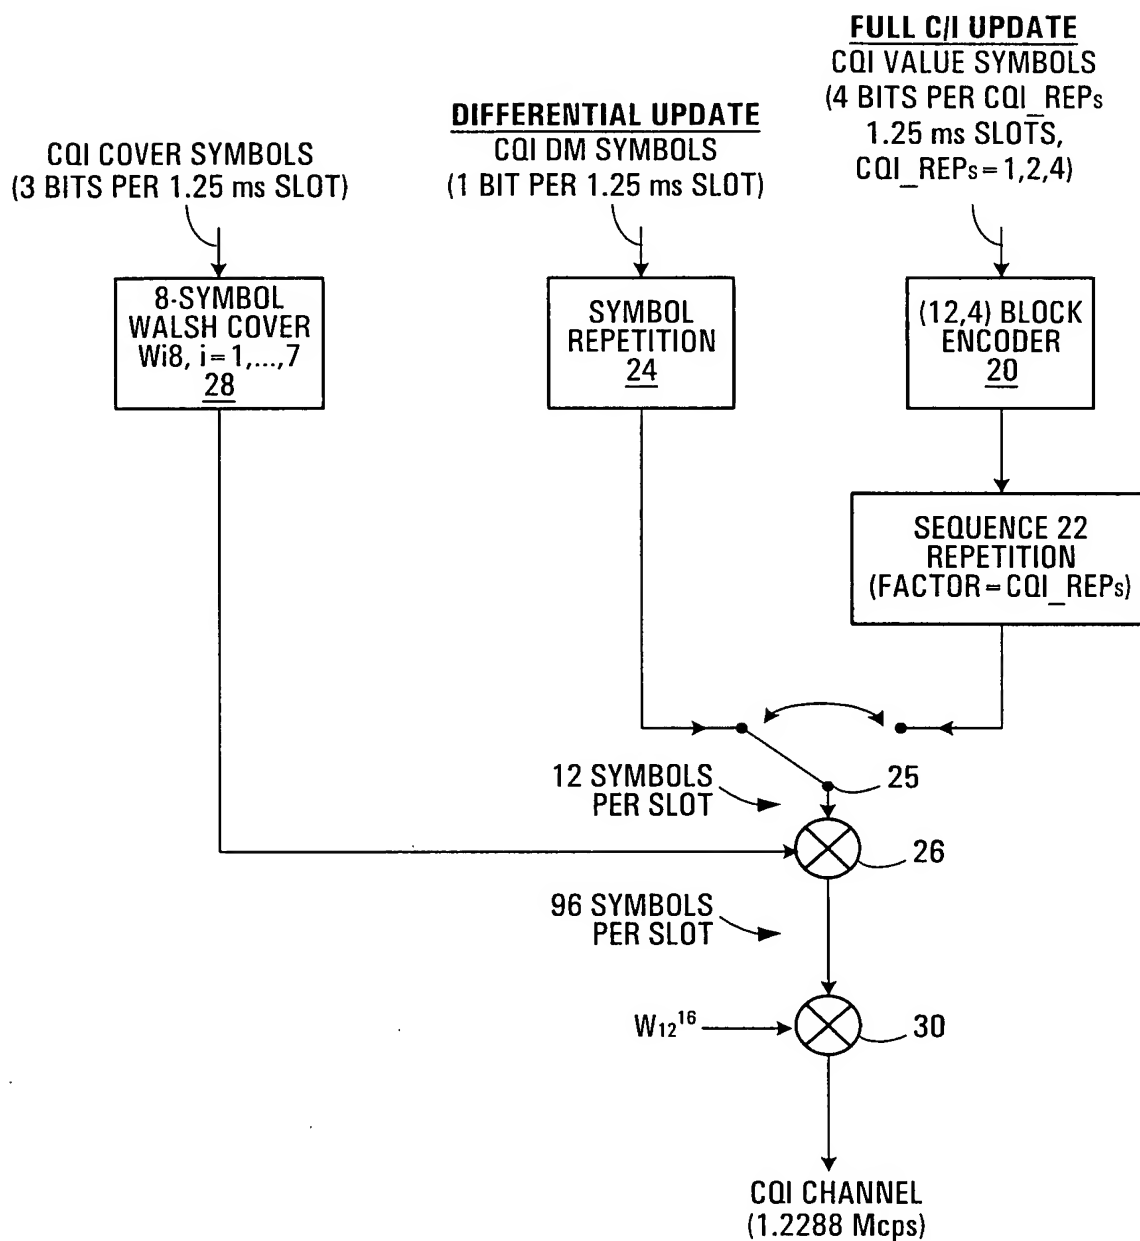 FULL C/I UPDATE
CQI VALUE SYMBOLS
(4 BITS PER CQI_REPs
1.25 ms SLOTS,
CQI_REPs = 1,2,4)
DIFFERENTIAL UPDATE
CQI DM SYMBOLS
(1 BIT PER 1.25 ms SLOT)
CQI COVER SYMBOLS
(3 BITS PER 1.25 ms SLOT)
8-SYMBOL
WALSH COVER
Wi8, i = 1,...,7
28
SYMBOL
REPETITION
24
(12,4) BLOCK
ENCODER
20
SEQUENCE 22
REPETITION
(FACTOR = CQI_REPs)
12 SYMBOLS
PER SLOT
25
26
96 SYMBOLS
PER SLOT
W₁₂¹⁶
30
CQI CHANNEL
(1.2288 Mcps)